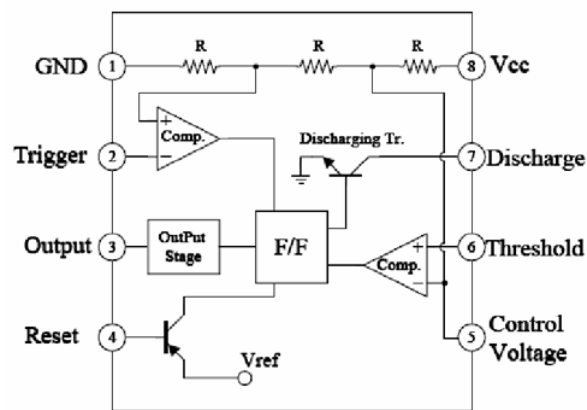 R R R
GND 1 8 Vcc
+
Comp.
−
Trigger 2
Discharging Tr.
7 Discharge
Output 3
OutPut
Stage
F/F
+
Comp.
−
6 Threshold
Reset 4
Vref
5 Control
Voltage